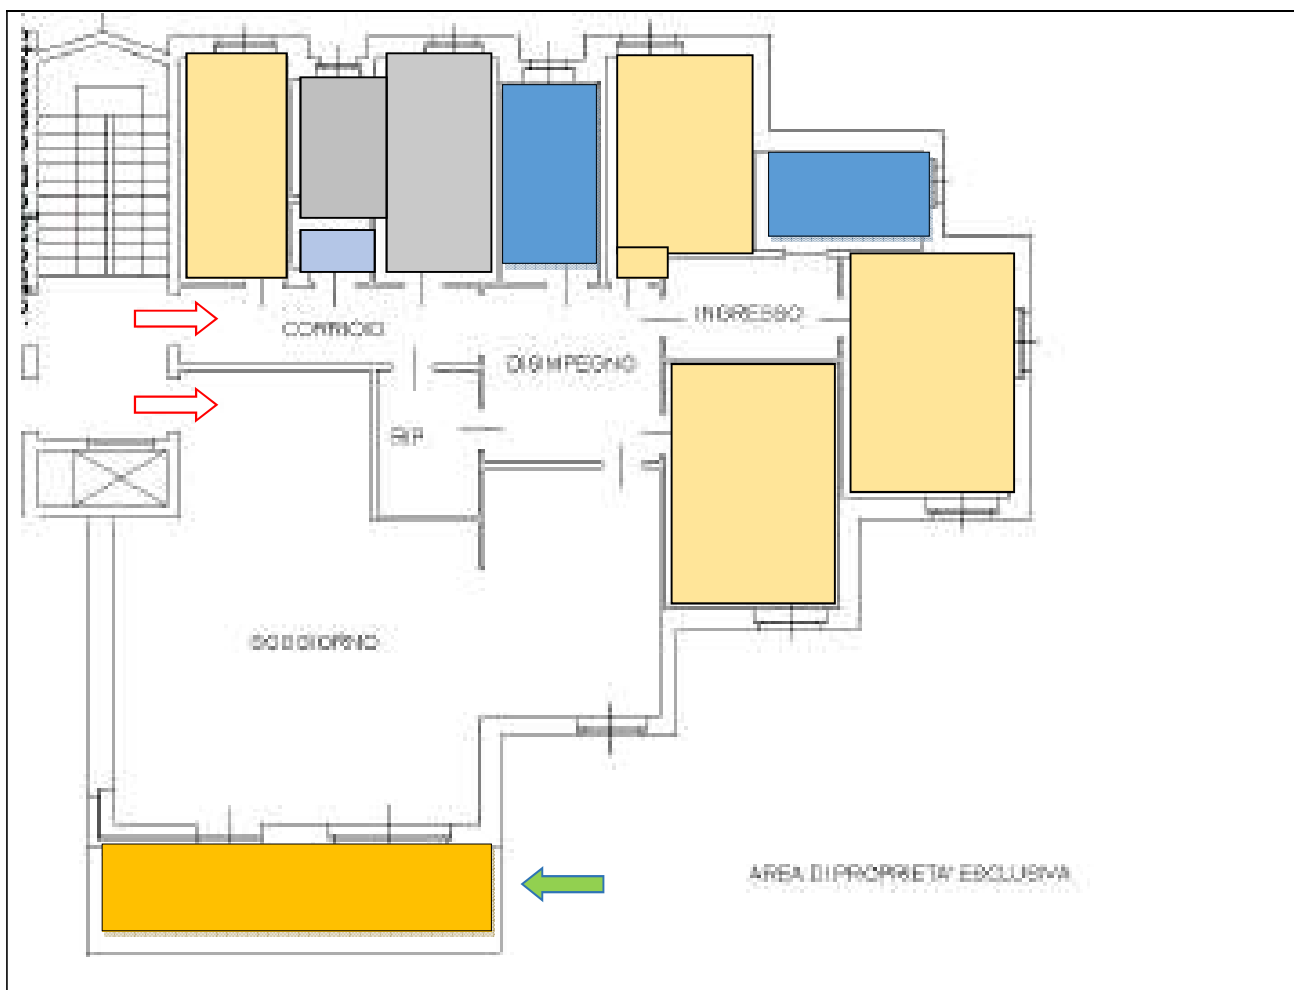 INGRESSO
CORRIDOIO
DISIMPEGNO
RIP.
SOGGIORNO
AREA DI PROPRIETA' ESCLUSIVA